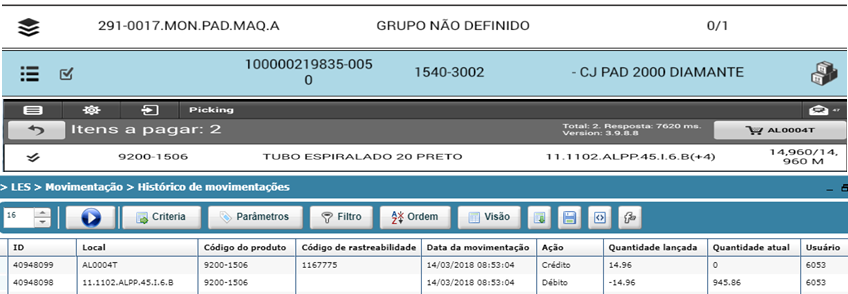 291-0017.MON.PAD.MAQ.A GRUPO NÃO DEFINIDO 0/1
100000219835-005
0 1540-3002 - CJ PAD 2000 DIAMANTE
Picking
Itens a pagar: 2
Total: 2. Resposta: 7620 ms.
Version: 3.9.8.8
AL0004T
9200-1506 TUBO ESPIRALADO 20 PRETO 11.1102.ALPP.45.I.6.B(+4) 14,960/14,
960 M
> LES > Movimentação > Histórico de movimentações
16 Criteria Parâmetros Filtro Ordem Visão
ID Local Código do produto Código de rastreabilidade Data da movimentação Ação Quantidade lançada Quantidade atual Usuário
40948099 AL0004T 9200-1506 1167775 14/03/2018 08:53:04 Crédito 14.96 0 6053
40948098 11.1102.ALPP.45.I.6.B 9200-1506 14/03/2018 08:53:04 Débito -14.96 945.86 6053